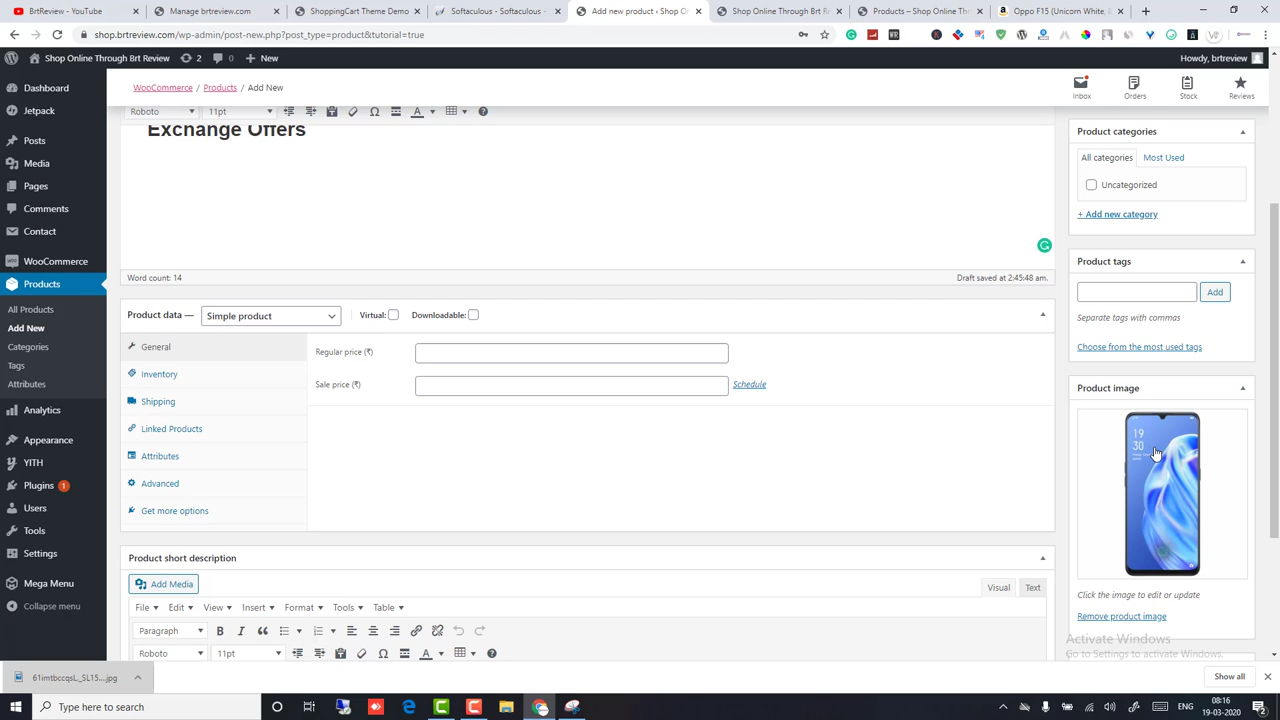 BrtReview - YouTube
Manage brtreview.com
ShoppingCart Theme Demo
Softaculous - Softaculous -
Add new product ‹ Shop On
Shop Online Through Brt Re
Products – Shop Online Thr
Oppo F15 (Unicorn White, 8
shop.brtreview.com/wp-admin/post-new.php?post_type=product&tutorial=true
Shop Online Through Brt Review 2 0 New
Howdy, brtreview
WooCommerce / Products / Add New
Inbox
Orders
Stock
Reviews
Dashboard
Jetpack
Posts
Media
Pages
Comments
Contact
WooCommerce
Products
All Products
Add New
Categories
Tags
Attributes
Analytics
Appearance
YITH
Plugins 1
Users
Tools
Settings
Mega Menu
Collapse menu
Roboto 11pt
Exchange Offers
Word count: 14
Draft saved at 2:45:48 am.
Product data — Simple product Virtual: Downloadable:
General
Inventory
Shipping
Linked Products
Attributes
Advanced
Get more options
Regular price (₹)
Sale price (₹)
Schedule
Product short description
Add Media
Visual Text
File Edit View Insert Format Tools Table
Paragraph
Roboto 11pt
Product categories
All categories Most Used
Uncategorized
+ Add new category
Product tags
Add
Separate tags with commas
Choose from the most used tags
Product image
19
30
Click the image to edit or update
Remove product image
Activate Windows
Go to Settings to activate Windows.
61imtbccqsL._SL15....jpg
Show all
Type here to search
08:16
19-03-2020
2